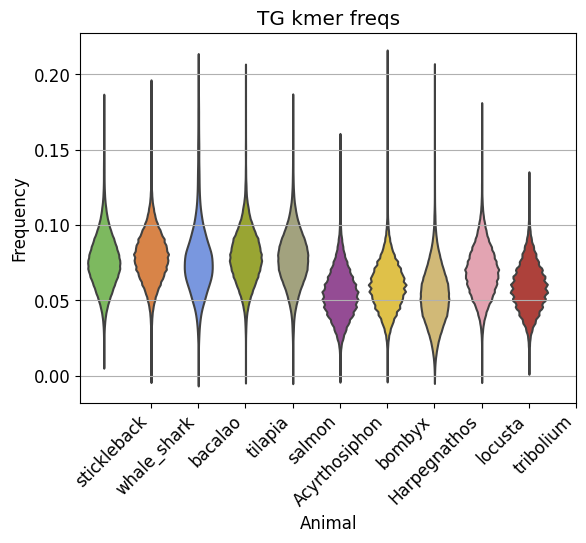 TG kmer freqs
Frequency
0.20
0.15
0.10
0.05
0.00
stickleback
whale_shark
bacalao
tilapia
salmon
Acyrthosiphon
bombyx
Harpegnathos
locusta
tribolium
Animal